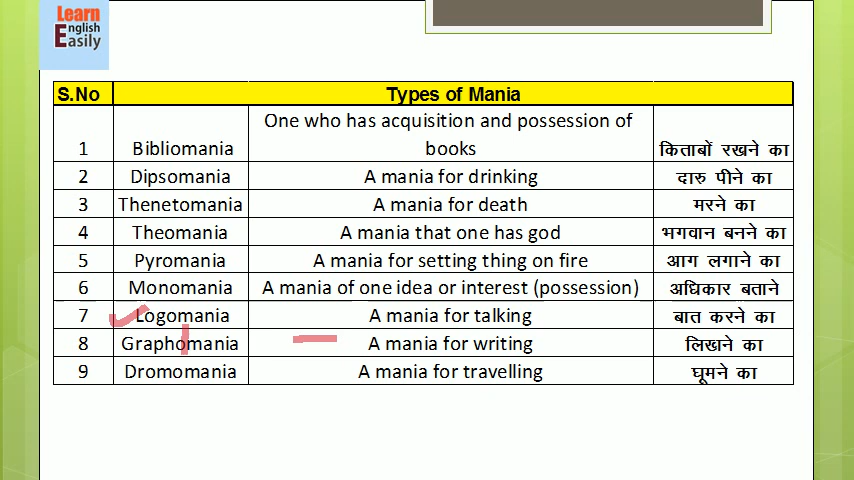 Learn
English
Easily
S.No Types of Mania
One who has acquisition and possession of
1 Bibliomania books किताबों रखने का
2 Dipsomania A mania for drinking दारु पीने का
3 Thenetomania A mania for death मरने का
4 Theomania A mania that one has god भगवान बनने का
5 Pyromania A mania for setting thing on fire आग लगाने का
6 Monomania A mania of one idea or interest (possession) अधिकार बताने
7 Logomania A mania for talking बात करने का
8 Graphomania A mania for writing लिखाने का
9 Dromomania A mania for travelling घूमने का